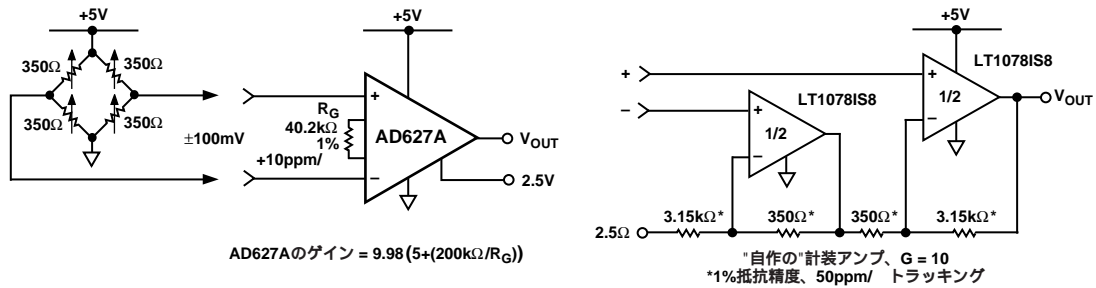 +5V
350Ω
350Ω
350Ω
350Ω
±100mV
+5V
+
RG
40.2kΩ
1%
+10ppm/
−
AD627A
VOUT
2.5V
AD627Aのゲイン = 9.98 (5+(200kΩ/RG))
+5V
LT1078IS8
+
−
+
1/2
−
VOUT
LT1078IS8
+
1/2
−
3.15kΩ*
350Ω*
350Ω*
3.15kΩ*
2.5Ω
"自作の"計装アンプ、G = 10
*1%抵抗精度、50ppm/ トラッキング